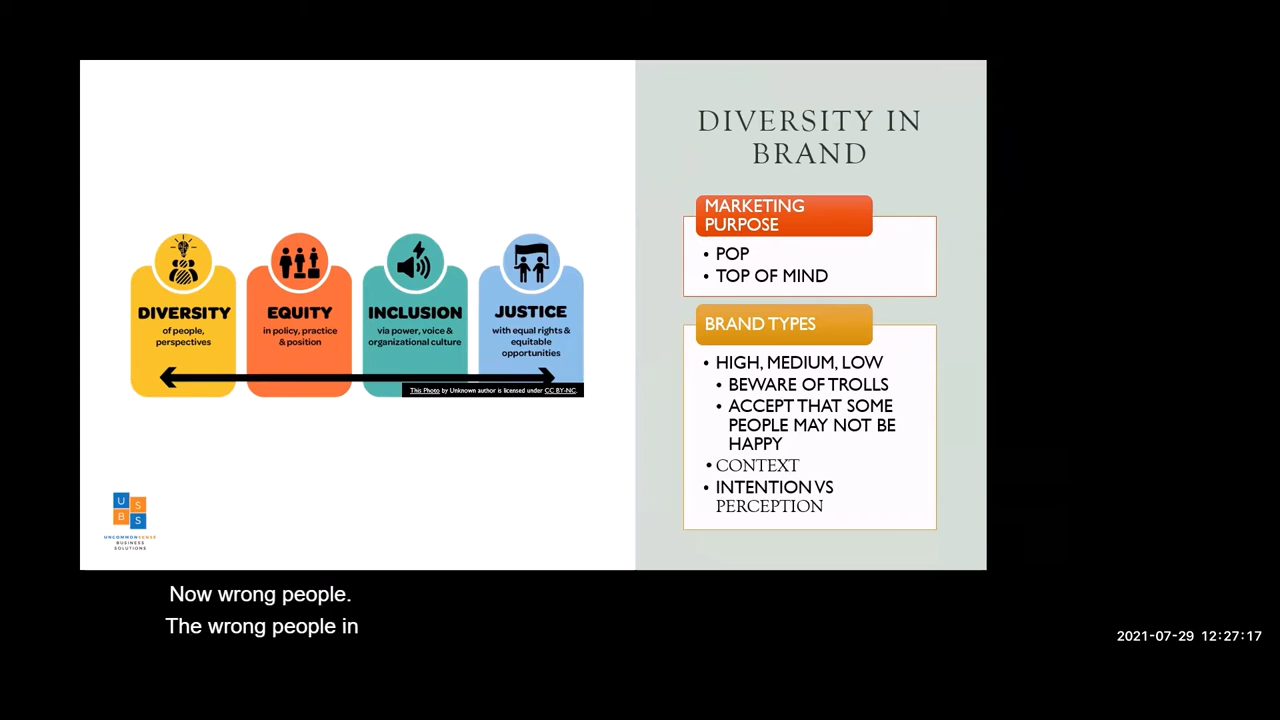 DIVERSITY IN
BRAND
MARKETING
PURPOSE
• POP
• TOP OF MIND
BRAND TYPES
• HIGH, MEDIUM, LOW
• BEWARE OF TROLLS
• ACCEPT THAT SOME
PEOPLE MAY NOT BE
HAPPY
• CONTEXT
• INTENTION VS
PERCEPTION
DIVERSITY
of people,
perspectives
EQUITY
in policy, practice
& position
INCLUSION
via power, voice &
organizational culture
JUSTICE
with equal rights &
equitable
opportunities
This Photo by Unknown author is licensed under CC BY-NC.
U S
B S
UNCOMMONVERSE
BUSINESS
SOLUTIONS
Now wrong people.
The wrong people in
2021-07-29 12:27:17